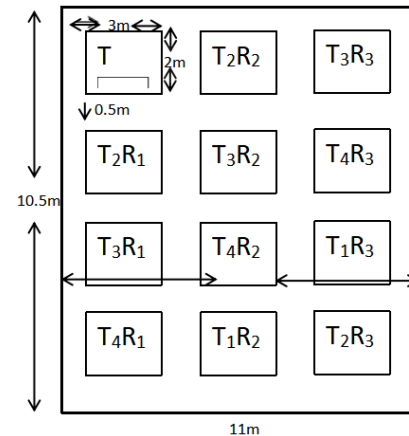 3m
T T₂R₂ T₃R₃
2m
0.5m
T₂R₁ T₃R₂ T₄R₃
10.5m
T₃R₁ T₄R₂ T₁R₃
T₄R₁ T₁R₂ T₂R₃
11m